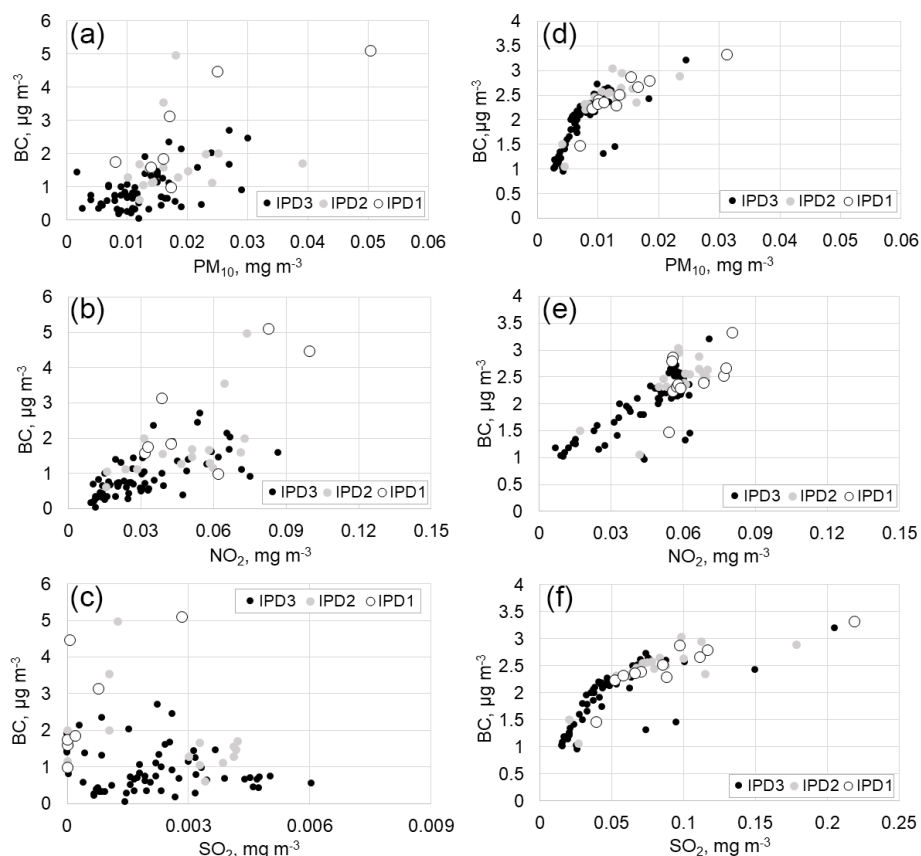 (a)
BC, µg m-3
6
5
4
3
2
1
0
IPD3 IPD2 IPD1
0 0.01 0.02 0.03 0.04 0.05 0.06
PM10, mg m-3
(d)
BC,µg m-3
4
3.5
3
2.5
2
1.5
1
0.5
0
IPD3 IPD2 IPD1
0 0.01 0.02 0.03 0.04 0.05 0.06
PM10, mg m-3
(b)
BC, µg m-3
6
5
4
3
2
1
0
IPD3 IPD2 IPD1
0 0.03 0.06 0.09 0.12 0.15
NO2, mg m-3
(e)
BC, µg m-3
4
3.5
3
2.5
2
1.5
1
0.5
0
IPD3 IPD2 IPD1
0 0.03 0.06 0.09 0.12 0.15
NO2, mg m-3
(c)
BC, µg m-3
6
5
4
3
2
1
0
IPD3 IPD2 IPD1
0 0.003 0.006 0.009
SO2, mg m-3
(f)
BC, µg m-3
4
3.5
3
2.5
2
1.5
1
0.5
0
IPD3 IPD2 IPD1
0 0.05 0.1 0.15 0.2 0.25
SO2, mg m-3